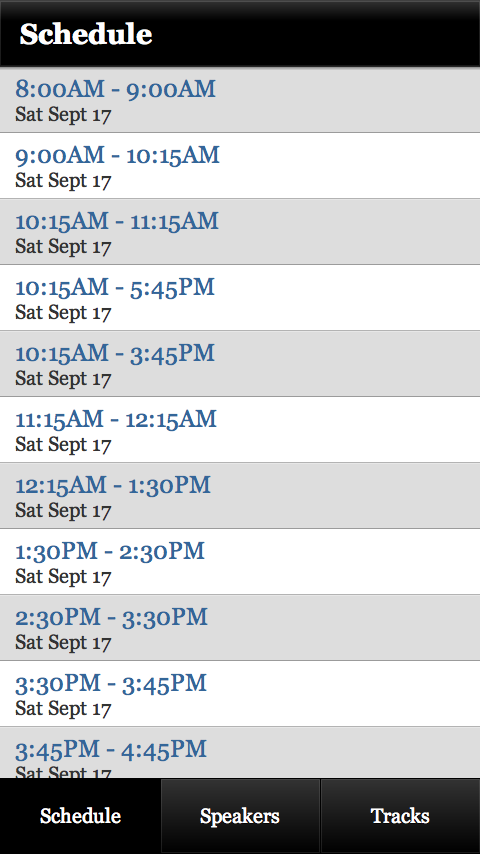 Schedule
8:00AM - 9:00AM
Sat Sept 17
9:00AM - 10:15AM
Sat Sept 17
10:15AM - 11:15AM
Sat Sept 17
10:15AM - 5:45PM
Sat Sept 17
10:15AM - 3:45PM
Sat Sept 17
11:15AM - 12:15AM
Sat Sept 17
12:15AM - 1:30PM
Sat Sept 17
1:30PM - 2:30PM
Sat Sept 17
2:30PM - 3:30PM
Sat Sept 17
3:30PM - 3:45PM
Sat Sept 17
3:45PM - 4:45PM
Sat Sept 17
Schedule Speakers Tracks